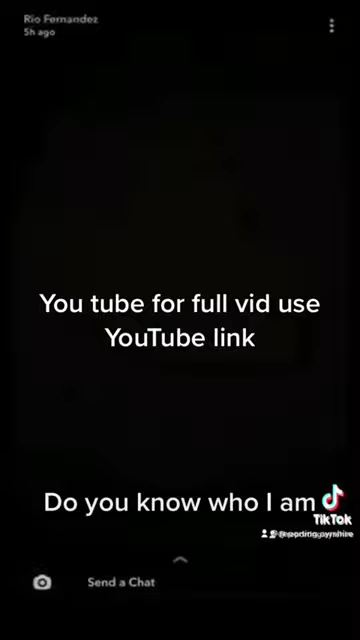 Rio Fernandez
5h ago
You tube for full vid use
YouTube link
Do you know who I am
TikTok
Send a Chat